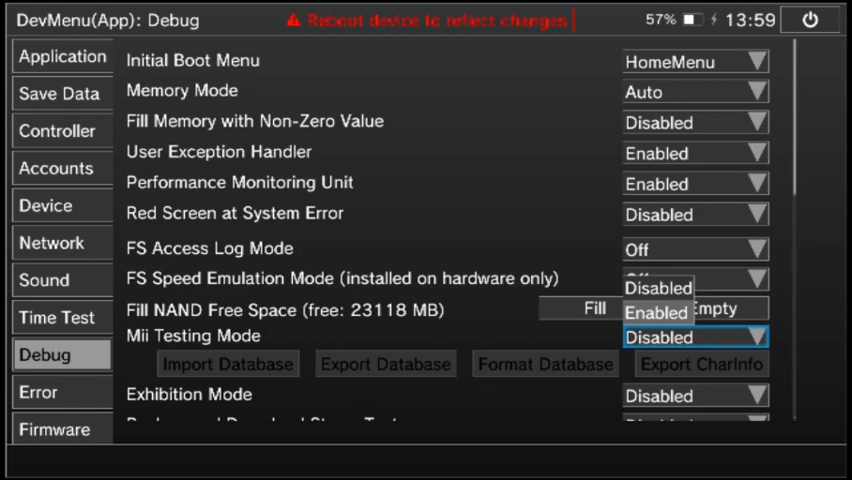 DevMenu(App): Debug
Reboot device to reflect changes
57% 13:59
Application
Save Data
Controller
Accounts
Device
Network
Sound
Time Test
Debug
Error
Firmware
Initial Boot Menu HomeMenu
Memory Mode Auto
Fill Memory with Non-Zero Value Disabled
User Exception Handler Enabled
Performance Monitoring Unit Enabled
Red Screen at System Error Disabled
FS Access Log Mode Off
FS Speed Emulation Mode (installed on hardware only)
Disabled
Enabled
Fill NAND Free Space (free: 23118 MB) Fill Empty
Mii Testing Mode Disabled
Import Database Export Database Format Database Export CharInfo
Exhibition Mode Disabled